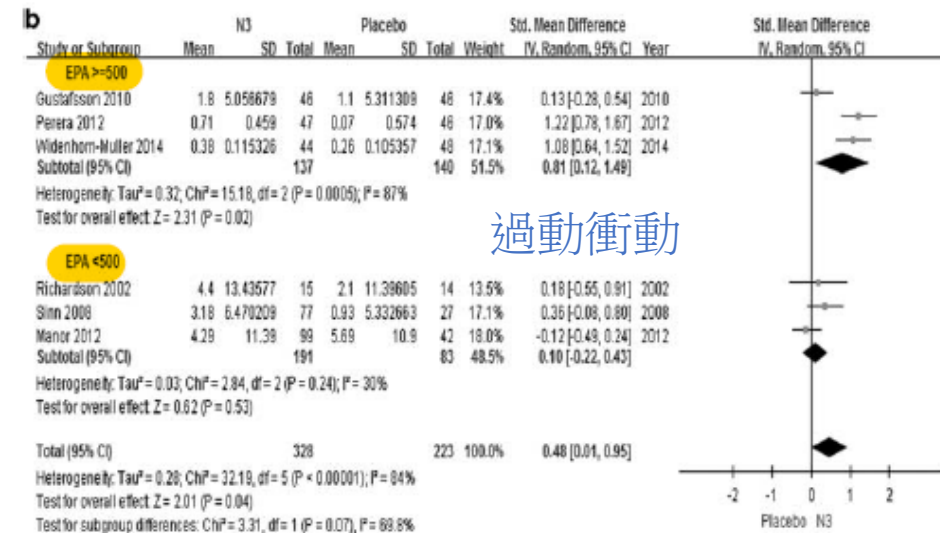 b
N3 Placebo Std. Mean Difference Std. Mean Difference
Study or Subgroup Mean SD Total Mean SD Total Weight IV, Random, 95% CI Year IV, Random, 95% CI
EPA >=500
Gustafsson 2010 1.8 5.056679 46 1.1 5.311309 46 17.4% 0.13 [-0.28, 0.54] 2010
Perera 2012 0.71 0.459 47 0.07 0.574 46 17.0% 1.22 [0.78, 1.67] 2012
Widenhorn-Muller 2014 0.38 0.115326 44 0.26 0.105357 48 17.1% 1.08 [0.64, 1.52] 2014
Subtotal (95% CI) 137 140 51.5% 0.81 [0.12, 1.49]
Heterogeneity: Tau² = 0.32; Chi² = 15.18, df = 2 (P = 0.0005); I² = 87%
Test for overall effect: Z = 2.31 (P = 0.02)
過動衝動
EPA <500
Richardson 2002 4.4 13.43577 15 2.1 11.39605 14 13.5% 0.18 [-0.55, 0.91] 2002
Sinn 2008 3.18 6.470209 77 0.93 5.332663 27 17.1% 0.36 [-0.08, 0.80] 2008
Manor 2012 4.29 11.39 99 5.69 10.9 42 18.0% -0.12 [-0.49, 0.24] 2012
Subtotal (95% CI) 191 83 48.5% 0.10 [-0.22, 0.43]
Heterogeneity: Tau² = 0.03; Chi² = 2.84, df = 2 (P = 0.24); I² = 30%
Test for overall effect: Z = 0.62 (P = 0.53)
Total (95% CI) 328 223 100.0% 0.48 [0.01, 0.95]
Heterogeneity: Tau² = 0.28; Chi² = 32.19, df = 5 (P < 0.00001); I² = 84%
Test for overall effect: Z = 2.01 (P = 0.04)
Test for subgroup differences: Chi² = 3.31, df = 1 (P = 0.07), I² = 69.8%
-2 -1 0 1 2
Placebo N3